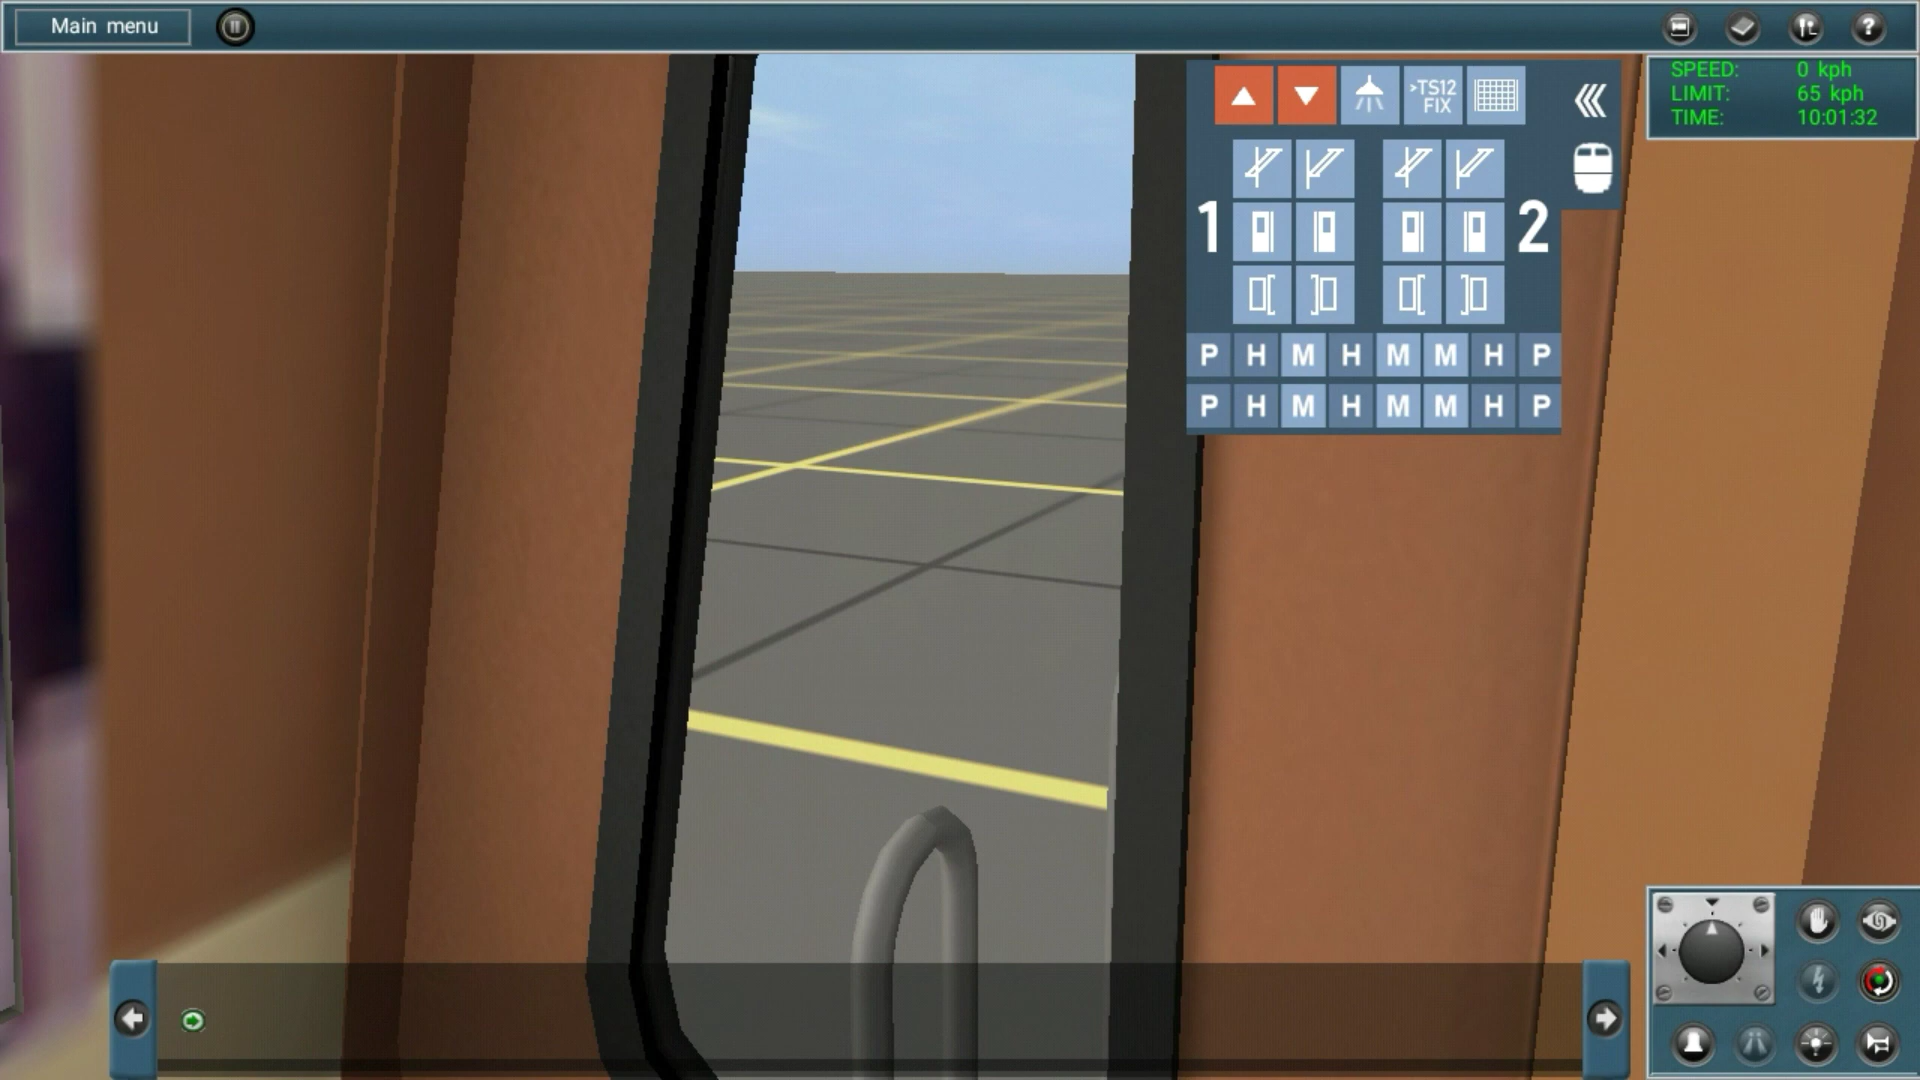 Main menu
?
SPEED: 0 kph
LIMIT: 65 kph
TIME: 10:01:32
>TS12
FIX
1 2
P H M H M M H P
P H M H M M H P